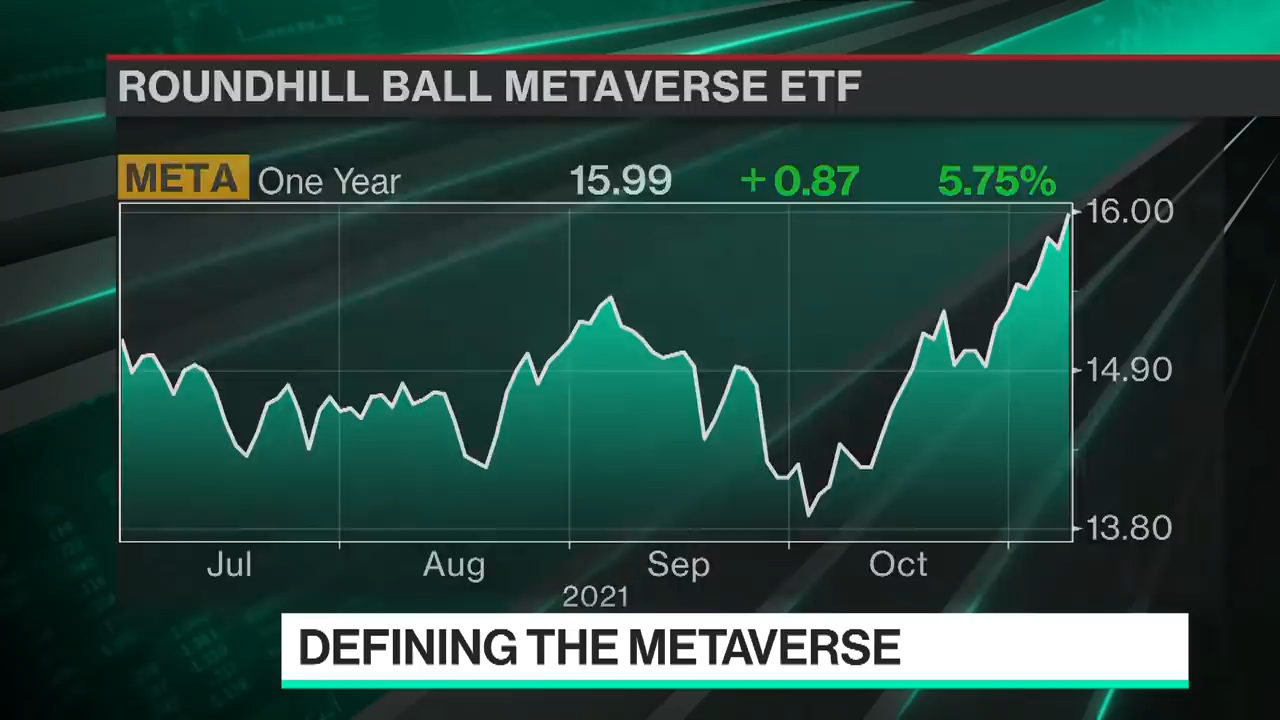 ROUNDHILL BALL METAVERSE ETF
META One Year 15.99 +0.87 5.75%
16.00
14.90
13.80
Jul Aug Sep Oct
2021
DEFINING THE METAVERSE